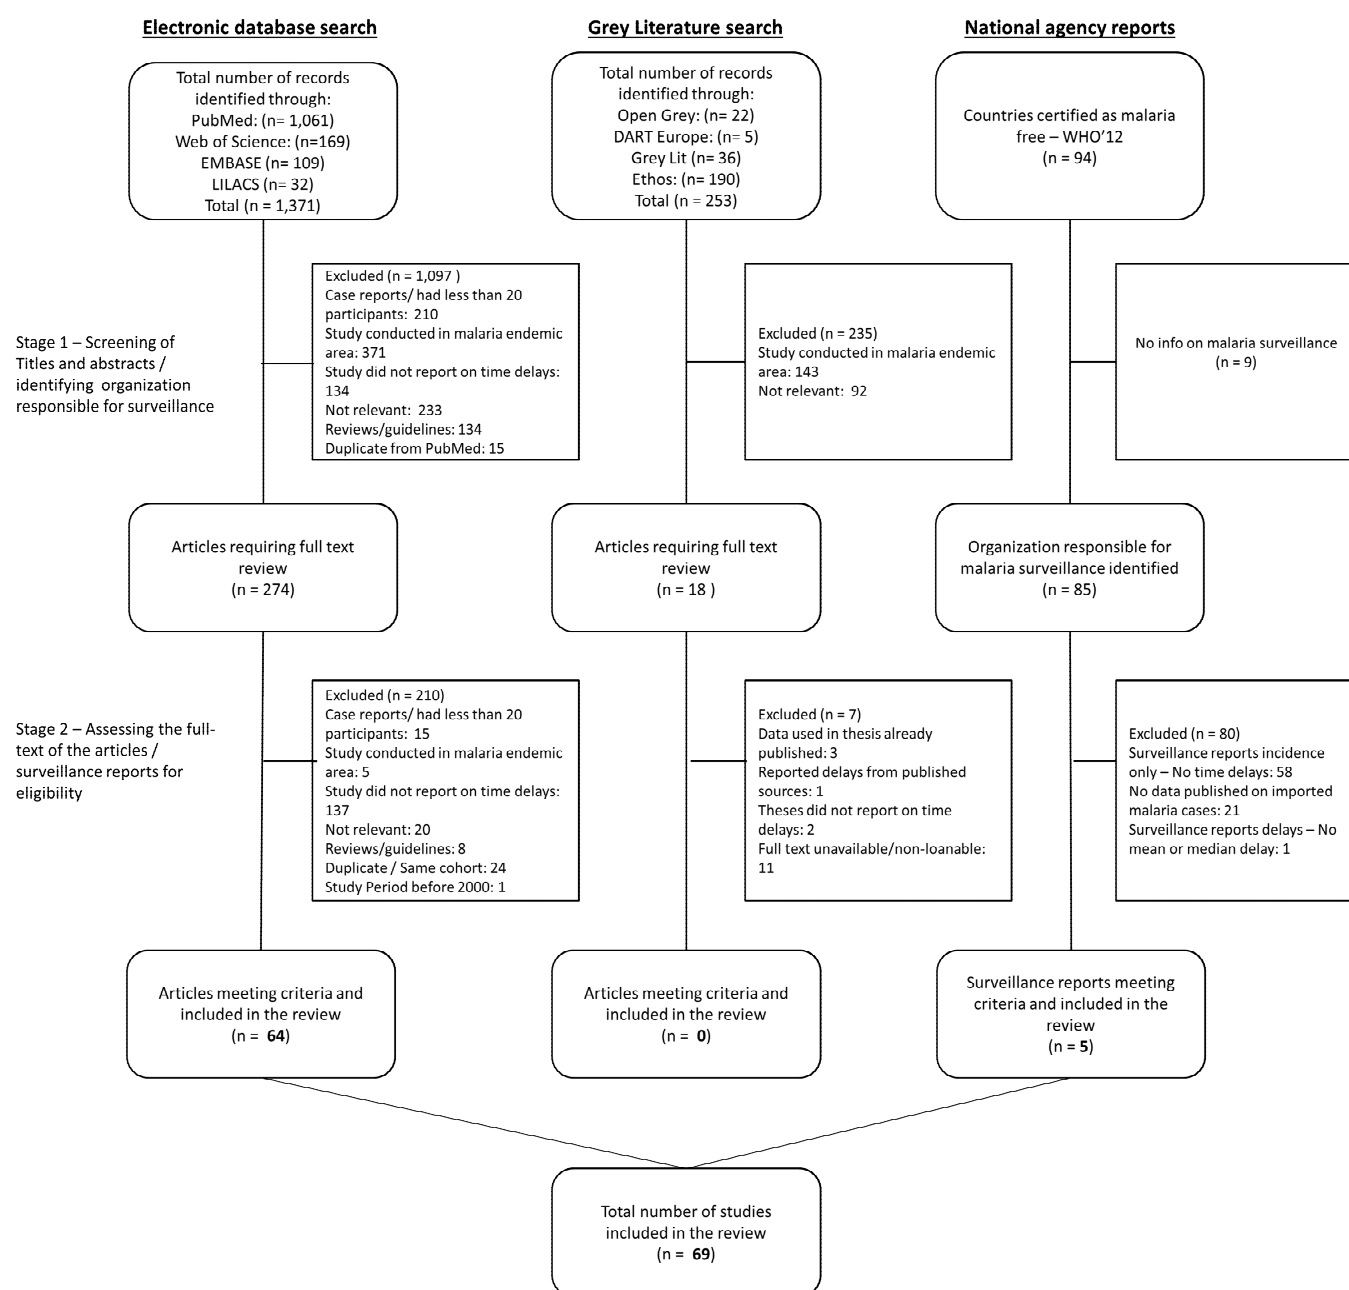 Electronic database search
Total number of records
identified through:
PubMed: (n= 1,061)
Web of Science: (n=169)
EMBASE (n= 109)
LILACS (n= 32)
Total (n = 1,371)
Grey Literature search
Total number of records
identified through:
Open Grey: (n= 22)
DART Europe: (n= 5)
Grey Lit (n= 36)
Ethos: (n= 190)
Total (n = 253)
National agency reports
Countries certified as malaria
free – WHO'12
(n = 94)
Stage 1 – Screening of
Titles and abstracts /
identifying organization
responsible for surveillance
Excluded (n = 1,097 )
Case reports/ had less than 20
participants: 210
Study conducted in malaria endemic
area: 371
Study did not report on time delays:
134
Not relevant: 233
Reviews/guidelines: 134
Duplicate from PubMed: 15
Excluded (n = 235)
Study conducted in malaria endemic
area: 143
Not relevant: 92
No info on malaria surveillance
(n = 9)
Articles requiring full text
review
(n = 274)
Articles requiring full text
review
(n = 18 )
Organization responsible for
malaria surveillance identified
(n = 85)
Stage 2 – Assessing the full-
text of the articles /
surveillance reports for
eligibility
Excluded (n = 210)
Case reports/ had less than 20
participants: 15
Study conducted in malaria endemic
area: 5
Study did not report on time delays:
137
Not relevant: 20
Reviews/guidelines: 8
Duplicate / Same cohort: 24
Study Period before 2000: 1
Excluded (n = 7)
Data used in thesis already
published: 3
Reported delays from published
sources: 1
Theses did not report on time
delays: 2
Full text unavailable/non-loanable:
11
Excluded (n = 80)
Surveillance reports incidence
only – No time delays: 58
No data published on imported
malaria cases: 21
Surveillance reports delays – No
mean or median delay: 1
Articles meeting criteria and
included in the review
(n = 64)
Articles meeting criteria and
included in the review
(n = 0)
Surveillance reports meeting
criteria and included in the
review
(n = 5)
Total number of studies
included in the review
(n = 69)